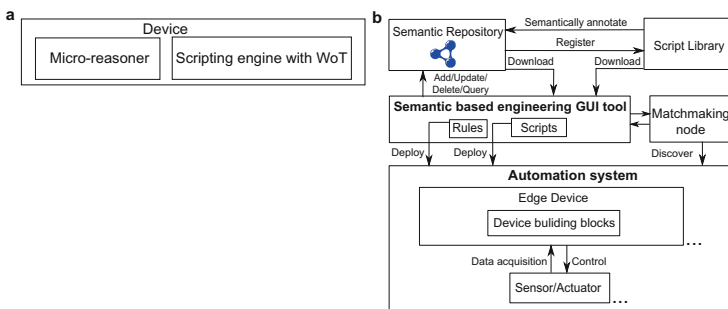 a
Device
Micro-reasoner
Scripting engine with WoT
b
Semantic Repository
Semantically annotate
Register
Script Library
Add/Update/
Delete/Query
Download
Download
Semantic based engineering GUI tool
Rules
Scripts
Matchmaking
node
Deploy
Deploy
Discover
Automation system
Edge Device
Device buliding blocks
...
Data acquisition
Control
Sensor/Actuator
...